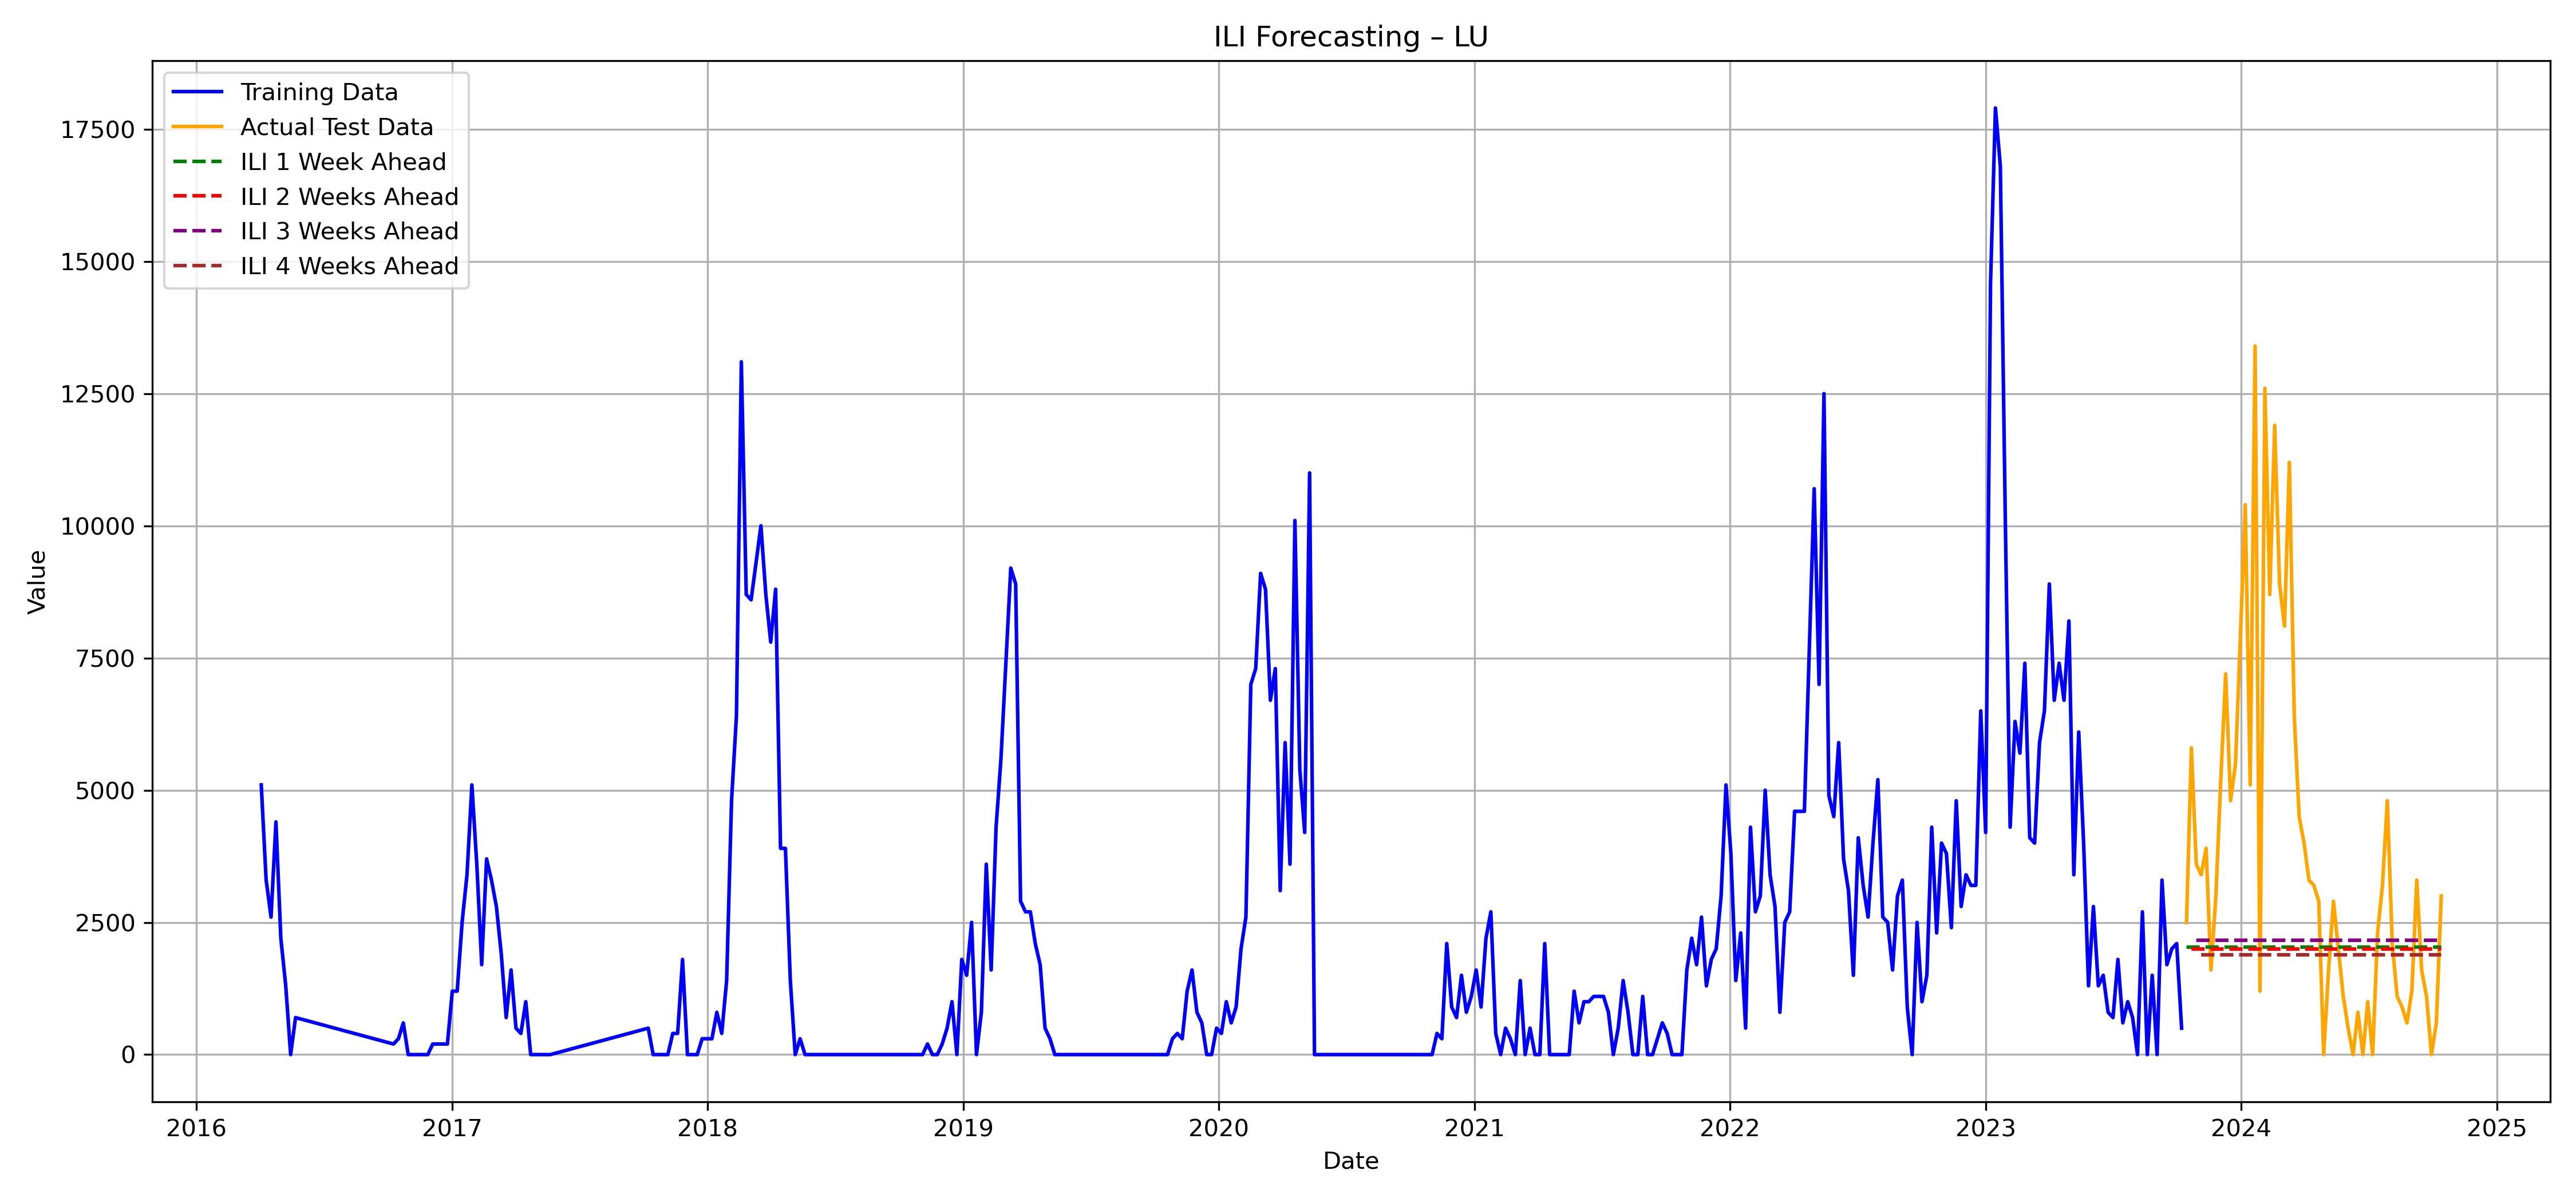 ILI Forecasting – LU
Training Data
Actual Test Data
ILI 1 Week Ahead
ILI 2 Weeks Ahead
ILI 3 Weeks Ahead
ILI 4 Weeks Ahead
17500
15000
12500
10000
7500
5000
2500
0
Value
2016 2017 2018 2019 2020 2021 2022 2023 2024 2025
Date